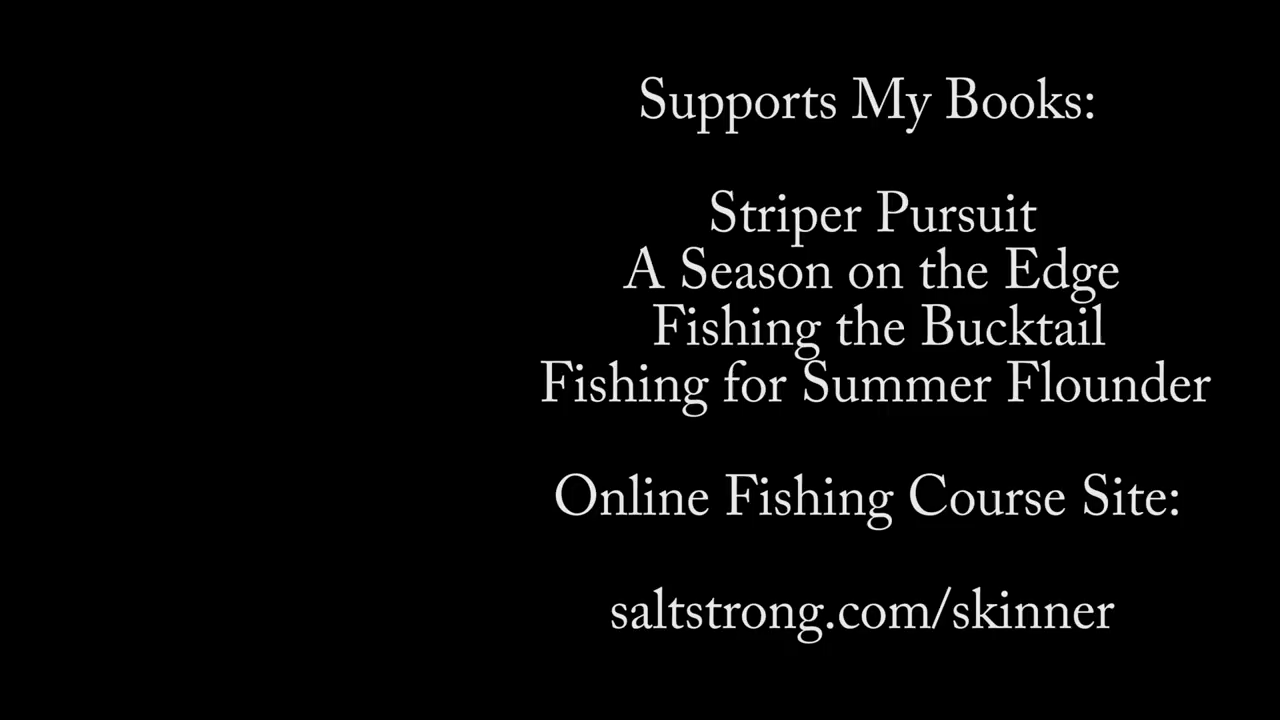 Supports My Books:
Striper Pursuit
A Season on the Edge
Fishing the Bucktail
Fishing for Summer Flounder
Online Fishing Course Site:
saltstrong.com/skinner